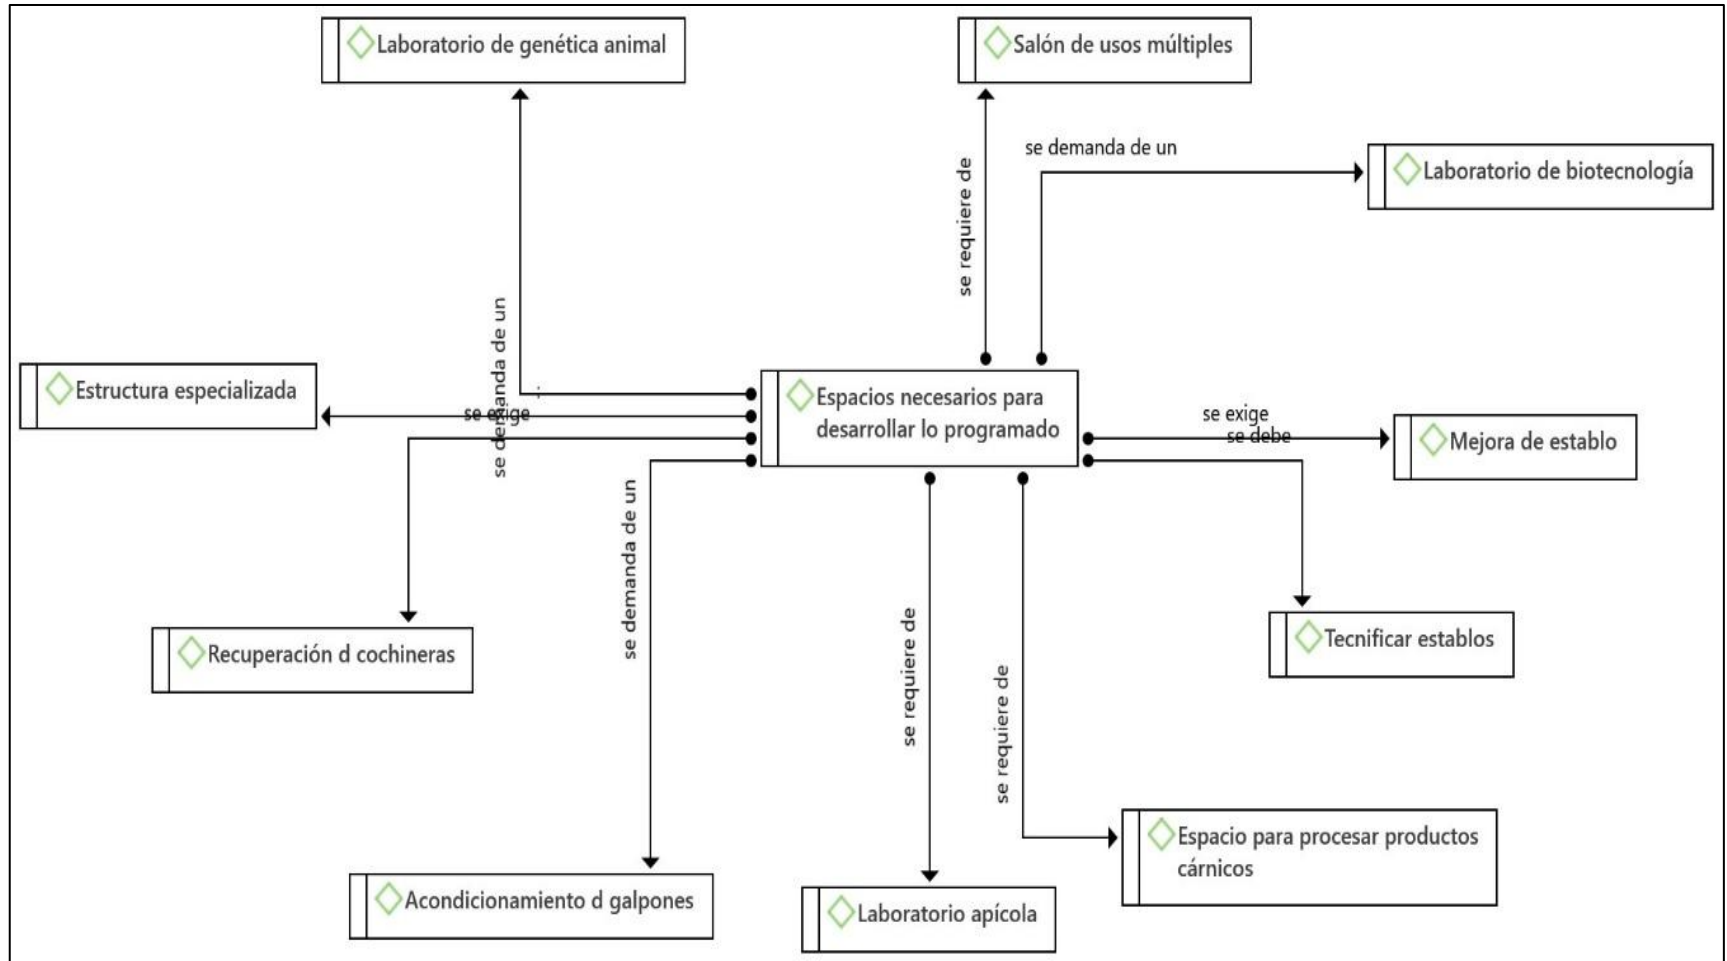 Laboratorio de genética animal
Salón de usos múltiples
se demanda de un
Laboratorio de biotecnología
se requiere de
se demanda de un
Estructura especializada
se exige
Espacios necesarios para
desarrollar lo programado
se exige
se debe
Mejora de establo
se demanda de un
Recuperación d cochineras
Tecnificar establos
se requiere de
se requiere de
Espacio para procesar productos
cárnicos
Acondicionamiento d galpones
Laboratorio apícola